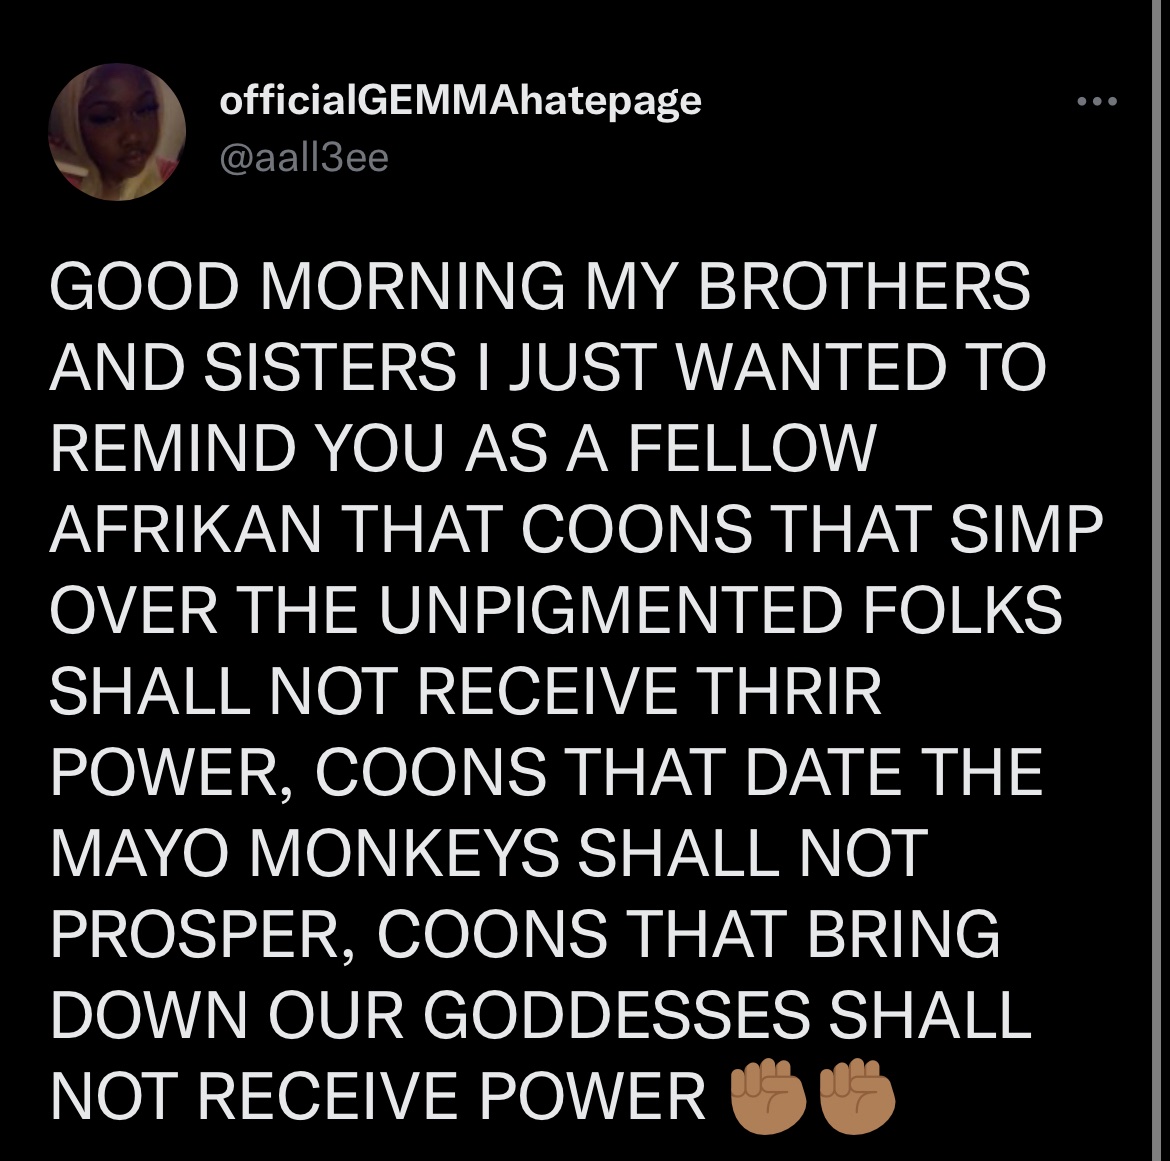 officialGEMMAhatepage
@aall3ee
GOOD MORNING MY BROTHERS
AND SISTERS I JUST WANTED TO
REMIND YOU AS A FELLOW
AFRIKAN THAT COONS THAT SIMP
OVER THE UNPIGMENTED FOLKS
SHALL NOT RECEIVE THRIR
POWER, COONS THAT DATE THE
MAYO MONKEYS SHALL NOT
PROSPER, COONS THAT BRING
DOWN OUR GODDESSES SHALL
NOT RECEIVE POWER ✊🏽✊🏽